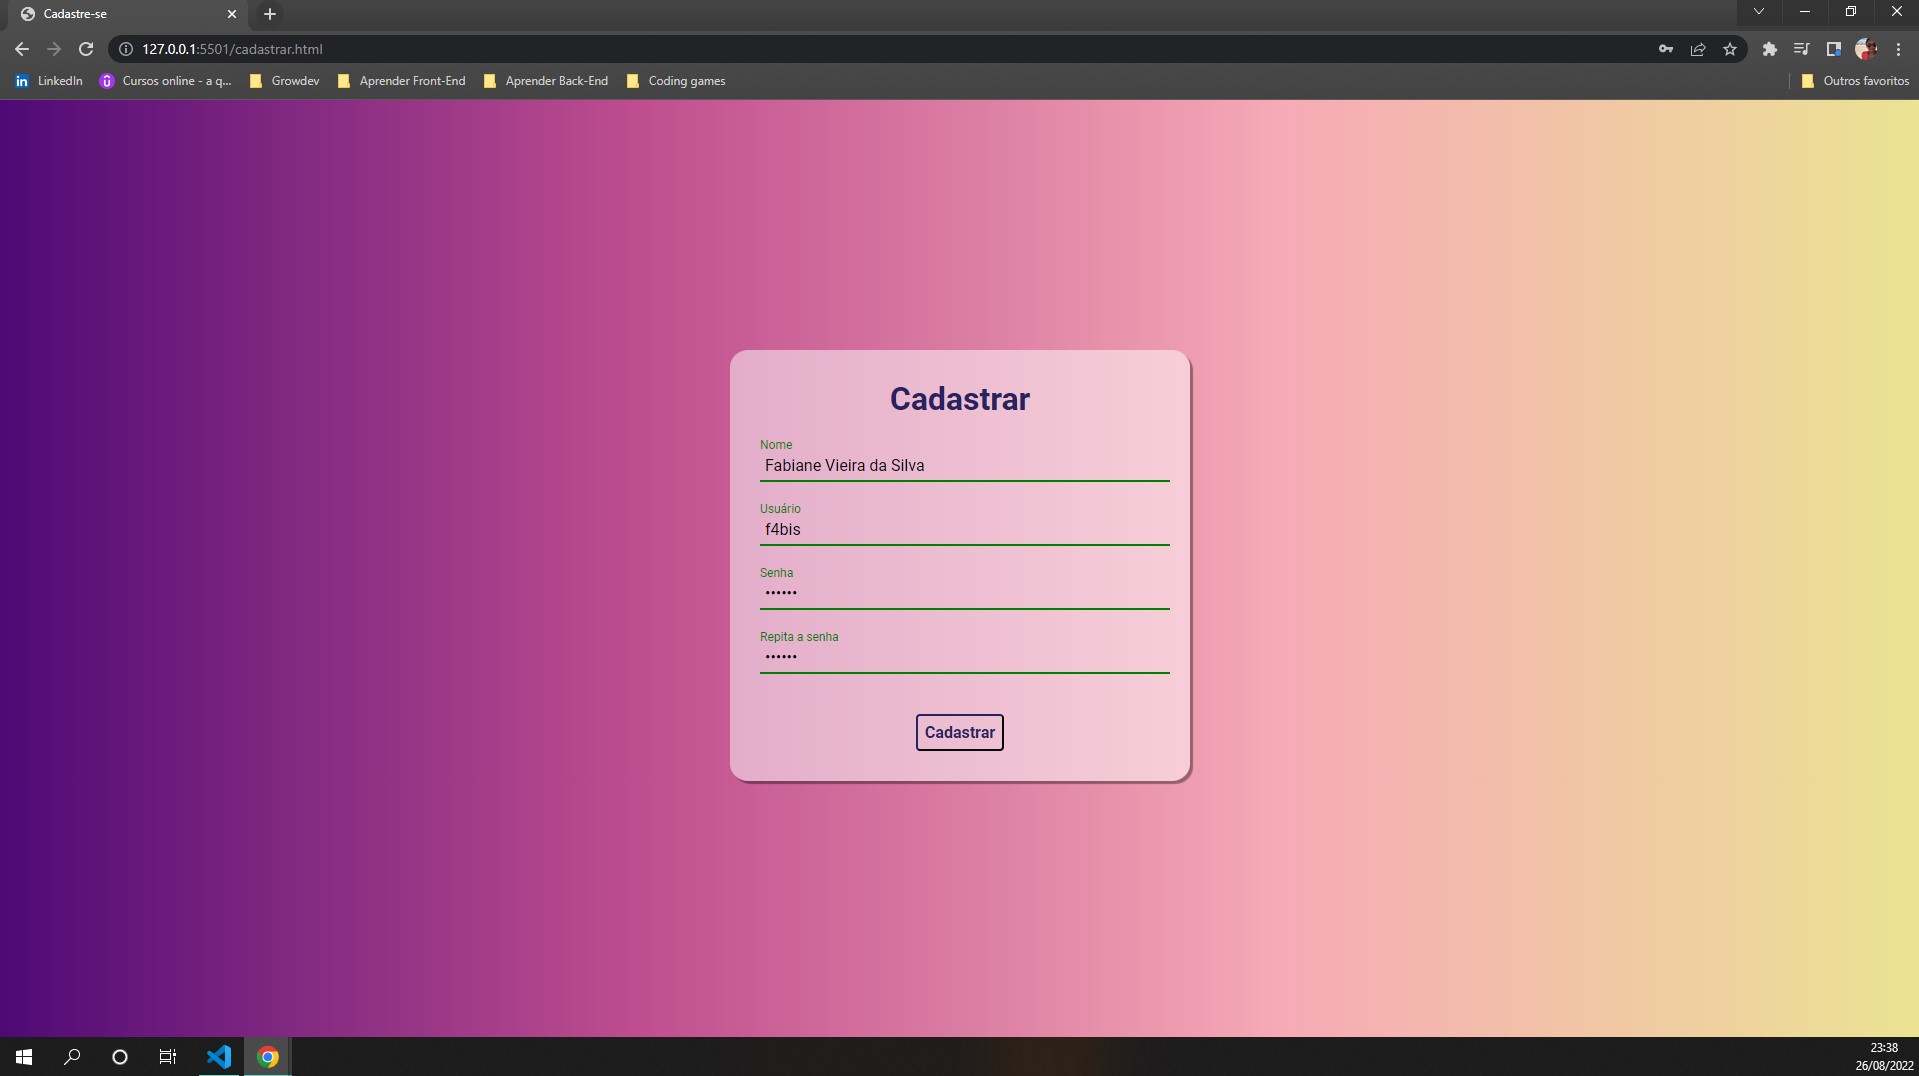 Cadastre-se
127.0.0.1:5501/cadastrar.html
LinkedIn
Cursos online - a q...
Growdev
Aprender Front-End
Aprender Back-End
Coding games
Outros favoritos
Cadastrar
Nome
Fabiane Vieira da Silva
Usuário
f4bis
Senha
••••••
Repita a senha
••••••
Cadastrar
23:38
26/08/2022